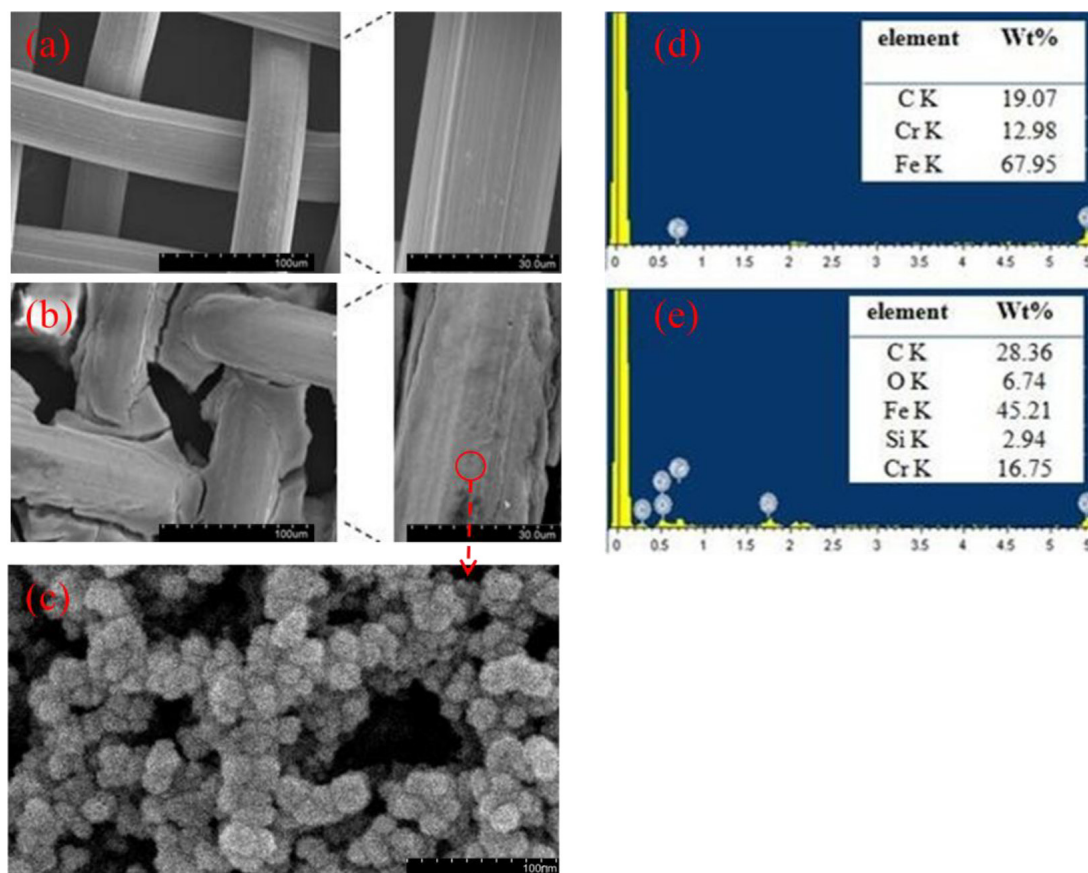 (a)
100um
30.0um
(b)
100um
30.0um
(c)
100nm
(d)
element Wt%
C K 19.07
Cr K 12.98
Fe K 67.95
0 0.5 1 1.5 2 2.5 3 3.5 4 4.5 5 5.5
(e)
element Wt%
C K 28.36
O K 6.74
Fe K 45.21
Si K 2.94
Cr K 16.75
0 0.5 1 1.5 2 2.5 3 3.5 4 4.5 5